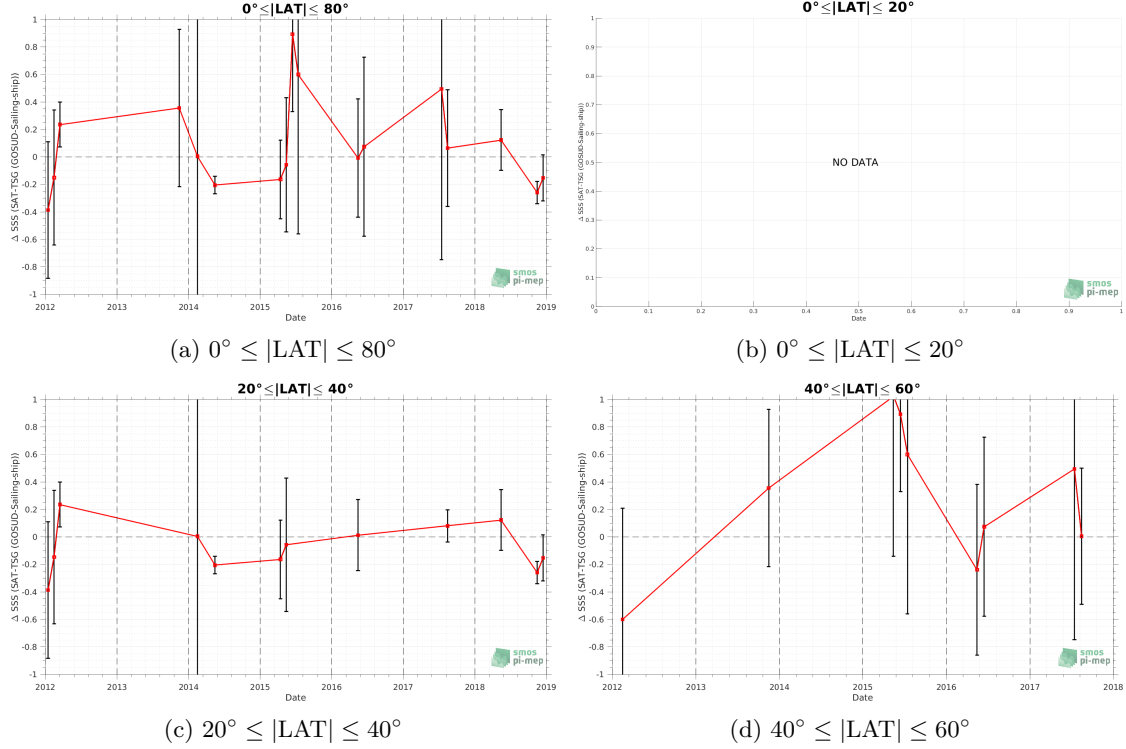 0°≤|LAT|≤ 80°
Δ SSS (SAT-TSG (GOSUD-Sailing-ship))
1
0.8
0.6
0.4
0.2
0
-0.2
-0.4
-0.6
-0.8
-1
2012 2013 2014 2015 2016 2017 2018 2019
Date
smos
pi-mep
(a) 0° ≤ |LAT| ≤ 80°
0°≤|LAT|≤ 20°
Δ SSS (SAT-TSG (GOSUD-Sailing-ship))
1
0.9
0.8
0.7
0.6
0.5
0.4
0.3
0.2
0.1
0
NO DATA
0 0.1 0.2 0.3 0.4 0.5 0.6 0.7 0.8 0.9 1
Date
smos
pi-mep
(b) 0° ≤ |LAT| ≤ 20°
20°≤|LAT|≤ 40°
Δ SSS (SAT-TSG (GOSUD-Sailing-ship))
1
0.8
0.6
0.4
0.2
0
-0.2
-0.4
-0.6
-0.8
-1
2012 2013 2014 2015 2016 2017 2018 2019
Date
smos
pi-mep
(c) 20° ≤ |LAT| ≤ 40°
40°≤|LAT|≤ 60°
Δ SSS (SAT-TSG (GOSUD-Sailing-ship))
1
0.8
0.6
0.4
0.2
0
-0.2
-0.4
-0.6
-0.8
-1
2012 2013 2014 2015 2016 2017 2018
Date
smos
pi-mep
(d) 40° ≤ |LAT| ≤ 60°